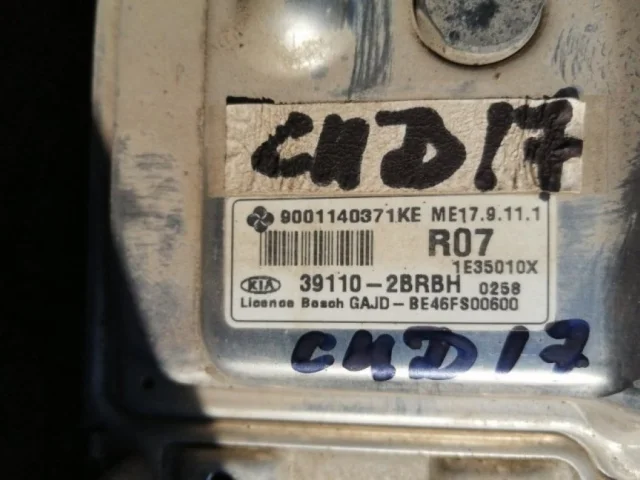 CHD17
9001140371KE ME17.9.11.1
R07
1E35010X
KIA 39110-2BRBH 0258
Licence Bosch GAJD-BE46FS00600
CHD17